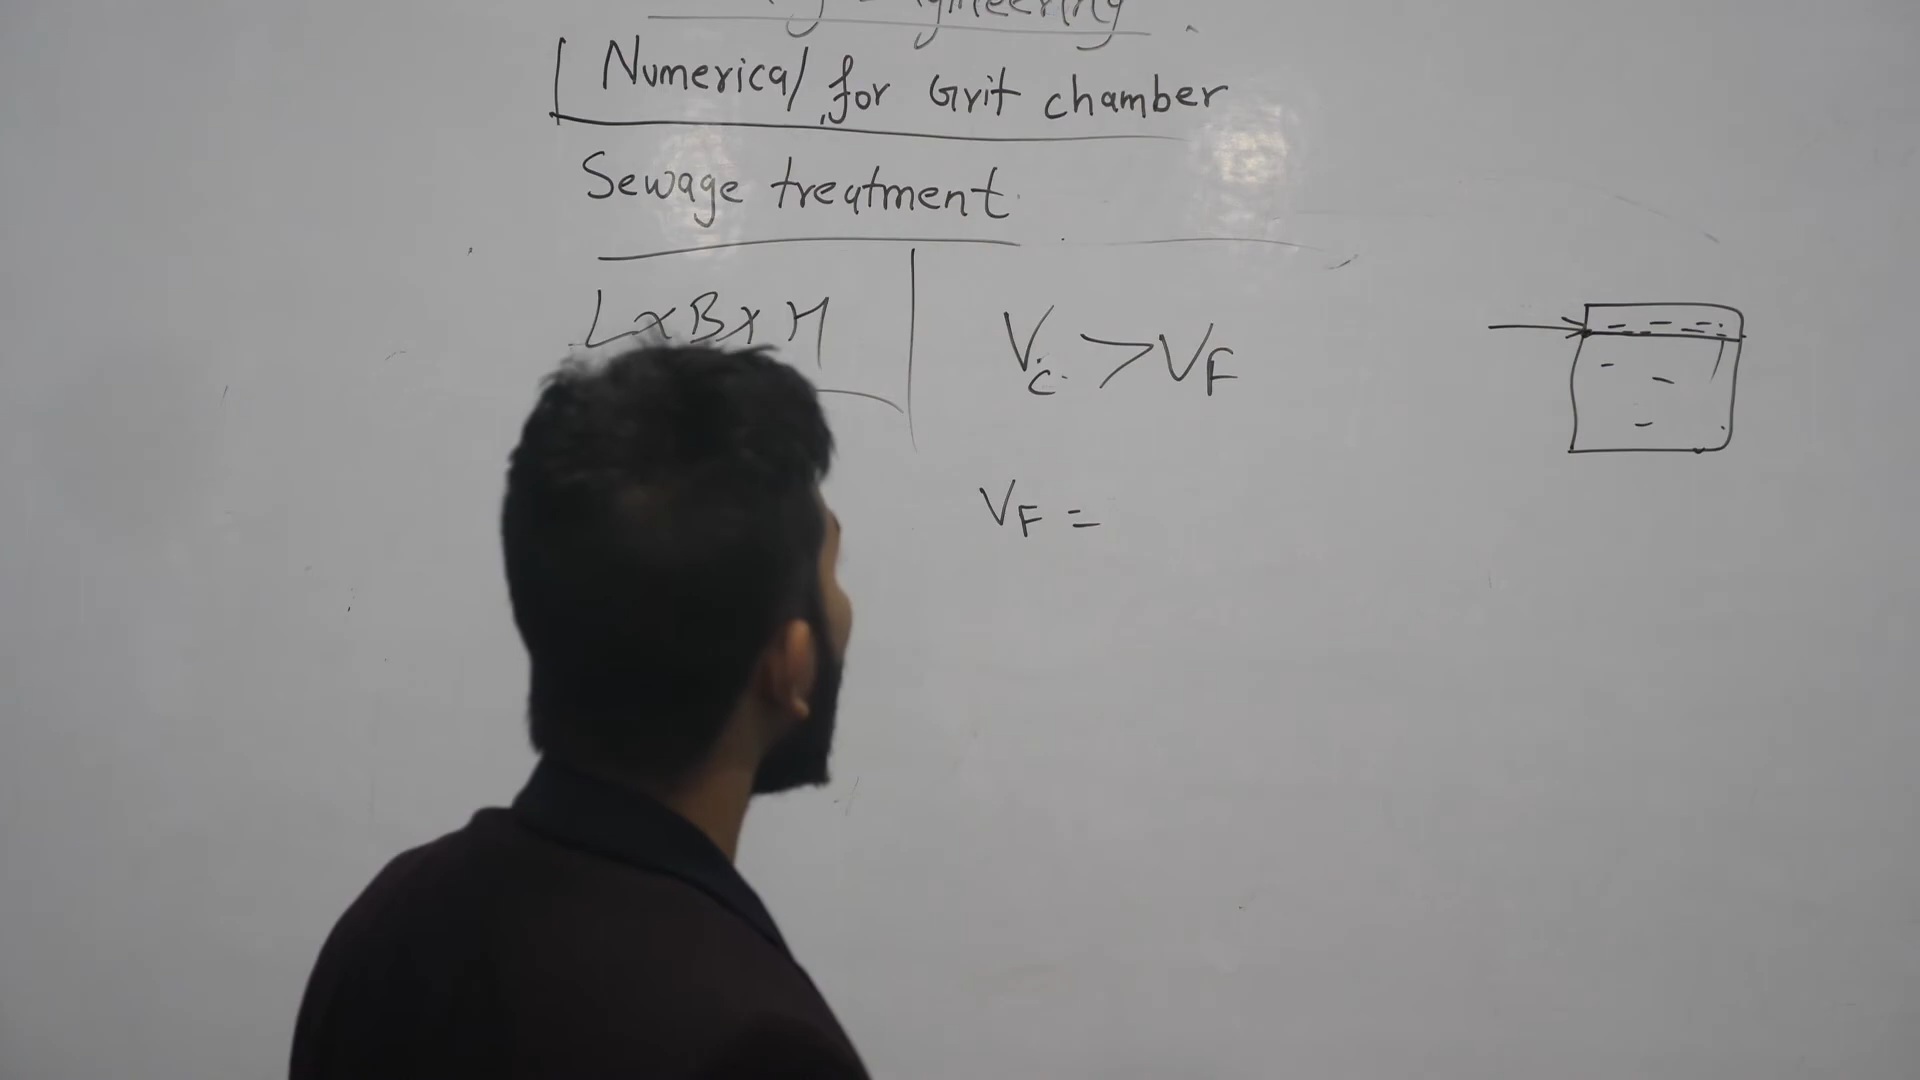 Numerical for Grit chamber
Sewage treatment
L x B x H
Vc > VF
VF =